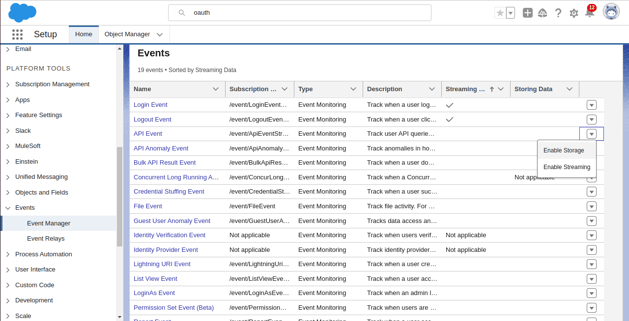 oauth
12
Setup
Home
Object Manager
Email
PLATFORM TOOLS
Subscription Management
Apps
Feature Settings
Slack
MuleSoft
Einstein
Unified Messaging
Objects and Fields
Events
Event Manager
Event Relays
Process Automation
User Interface
Custom Code
Development
Scale
Events
19 events • Sorted by Streaming Data
Name Subscription ... Type Description Streaming ... Storing Data
Login Event /event/LoginEvent... Event Monitoring Track when a user log...
Logout Event /event/LogoutEven... Event Monitoring Track when a user clic...
API Event /event/ApiEventStr... Event Monitoring Track user API querie...
API Anomaly Event /event/ApiAnomaly... Event Monitoring Track anomalies in ho...
Bulk API Result Event /event/BulkApiRes... Event Monitoring Track when a user do...
Concurrent Long Running A... /event/ConcurLong... Event Monitoring Track when a Concurr... Not applicable
Credential Stuffing Event /event/CredentialSt... Event Monitoring Track when a user suc...
File Event /event/FileEvent Event Monitoring Track file activity. For ...
Guest User Anomaly Event /event/GuestUserA... Event Monitoring Tracks data access an...
Identity Verification Event Not applicable Event Monitoring Track when users verif... Not applicable
Identity Provider Event Not applicable Event Monitoring Track identity provider... Not applicable
Lightning URI Event /event/LightningUri... Event Monitoring Track when a user cre...
List View Event /event/ListViewEve... Event Monitoring Track when a user acc...
LoginAs Event /event/LoginAsEve... Event Monitoring Track when an admin l...
Permission Set Event (Beta) /event/Permission... Event Monitoring Track when users are ...
Enable Storage
Enable Streaming